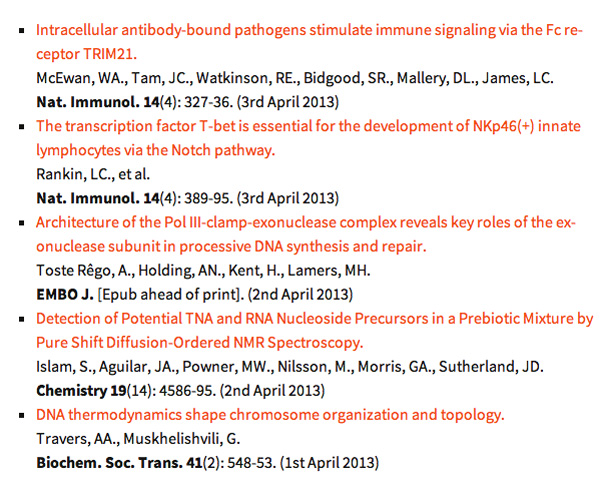 Intracellular antibody-bound pathogens stimulate immune signaling via the Fc re-
ceptor TRIM21.
McEwan, WA., Tam, JC., Watkinson, RE., Bidgood, SR., Mallery, DL., James, LC.
Nat. Immunol. 14(4): 327-36. (3rd April 2013)
The transcription factor T-bet is essential for the development of NKp46(+) innate
lymphocytes via the Notch pathway.
Rankin, LC., et al.
Nat. Immunol. 14(4): 389-95. (3rd April 2013)
Architecture of the Pol III-clamp-exonuclease complex reveals key roles of the ex-
onuclease subunit in processive DNA synthesis and repair.
Toste Rêgo, A., Holding, AN., Kent, H., Lamers, MH.
EMBO J. [Epub ahead of print]. (2nd April 2013)
Detection of Potential TNA and RNA Nucleoside Precursors in a Prebiotic Mixture by
Pure Shift Diffusion-Ordered NMR Spectroscopy.
Islam, S., Aguilar, JA., Powner, MW., Nilsson, M., Morris, GA., Sutherland, JD.
Chemistry 19(14): 4586-95. (2nd April 2013)
DNA thermodynamics shape chromosome organization and topology.
Travers, AA., Muskhelishvili, G.
Biochem. Soc. Trans. 41(2): 548-53. (1st April 2013)